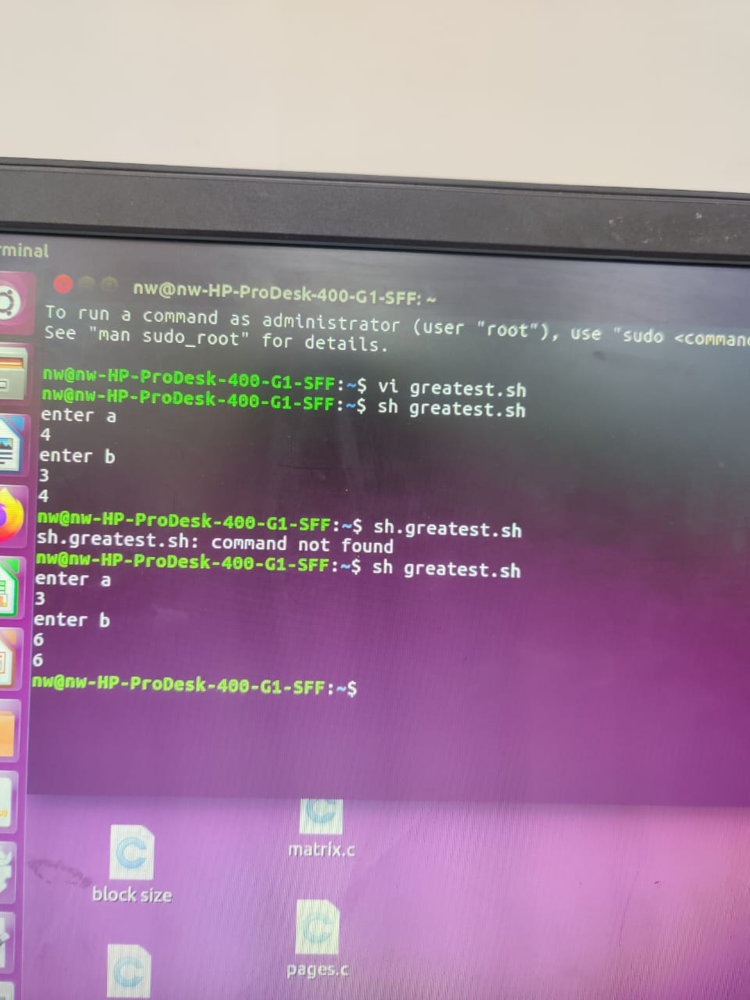 nw@nw-HP-ProDesk-400-G1-SFF: ~
To run a command as administrator (user "root"), use "sudo
See "man sudo_root" for details.
nw@nw-HP-ProDesk-400-G1-SFF:~$ vi greatest.sh
nw@nw-HP-ProDesk-400-G1-SFF:~$ sh greatest.sh
enter a
4
enter b
3
4
nw@nw-HP-ProDesk-400-G1-SFF:~$ sh.greatest.sh
sh.greatest.sh: command not found
nw@nw-HP-ProDesk-400-G1-SFF:~$ sh greatest.sh
enter a
3
enter b
6
6
nw@nw-HP-ProDesk-400-G1-SFF:~$
matrix.c
block size
pages.c